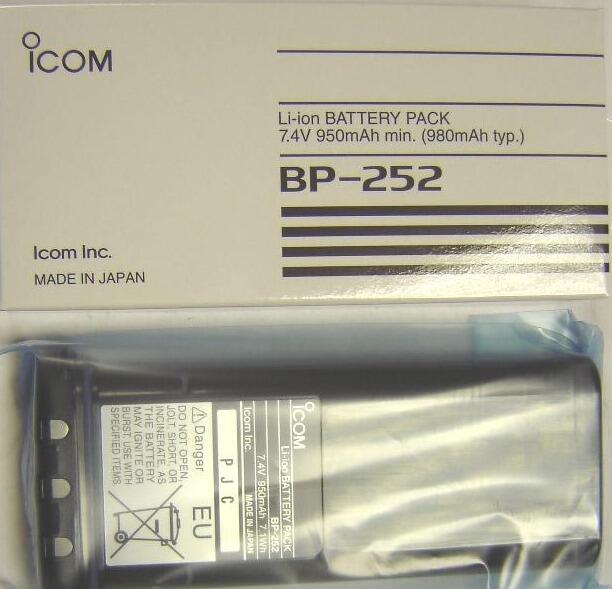 ICOM
Li-ion BATTERY PACK
7.4V 950mAh min. (980mAh typ.)
BP-252
Icom Inc.
MADE IN JAPAN
ICOM
Li-ion BATTERY PACK
BP-252
7.4V 950mAh 7.1Wh
Icom Inc. MADE IN JAPAN
PJC
EU
⚠Danger
DO NOT OPEN,
JOLT, SHORT, OR
INCINERATE, AS
THE BATTERY
MAY IGNITE OR
BURST. USE WITH
SPECIFIED ITEMS.